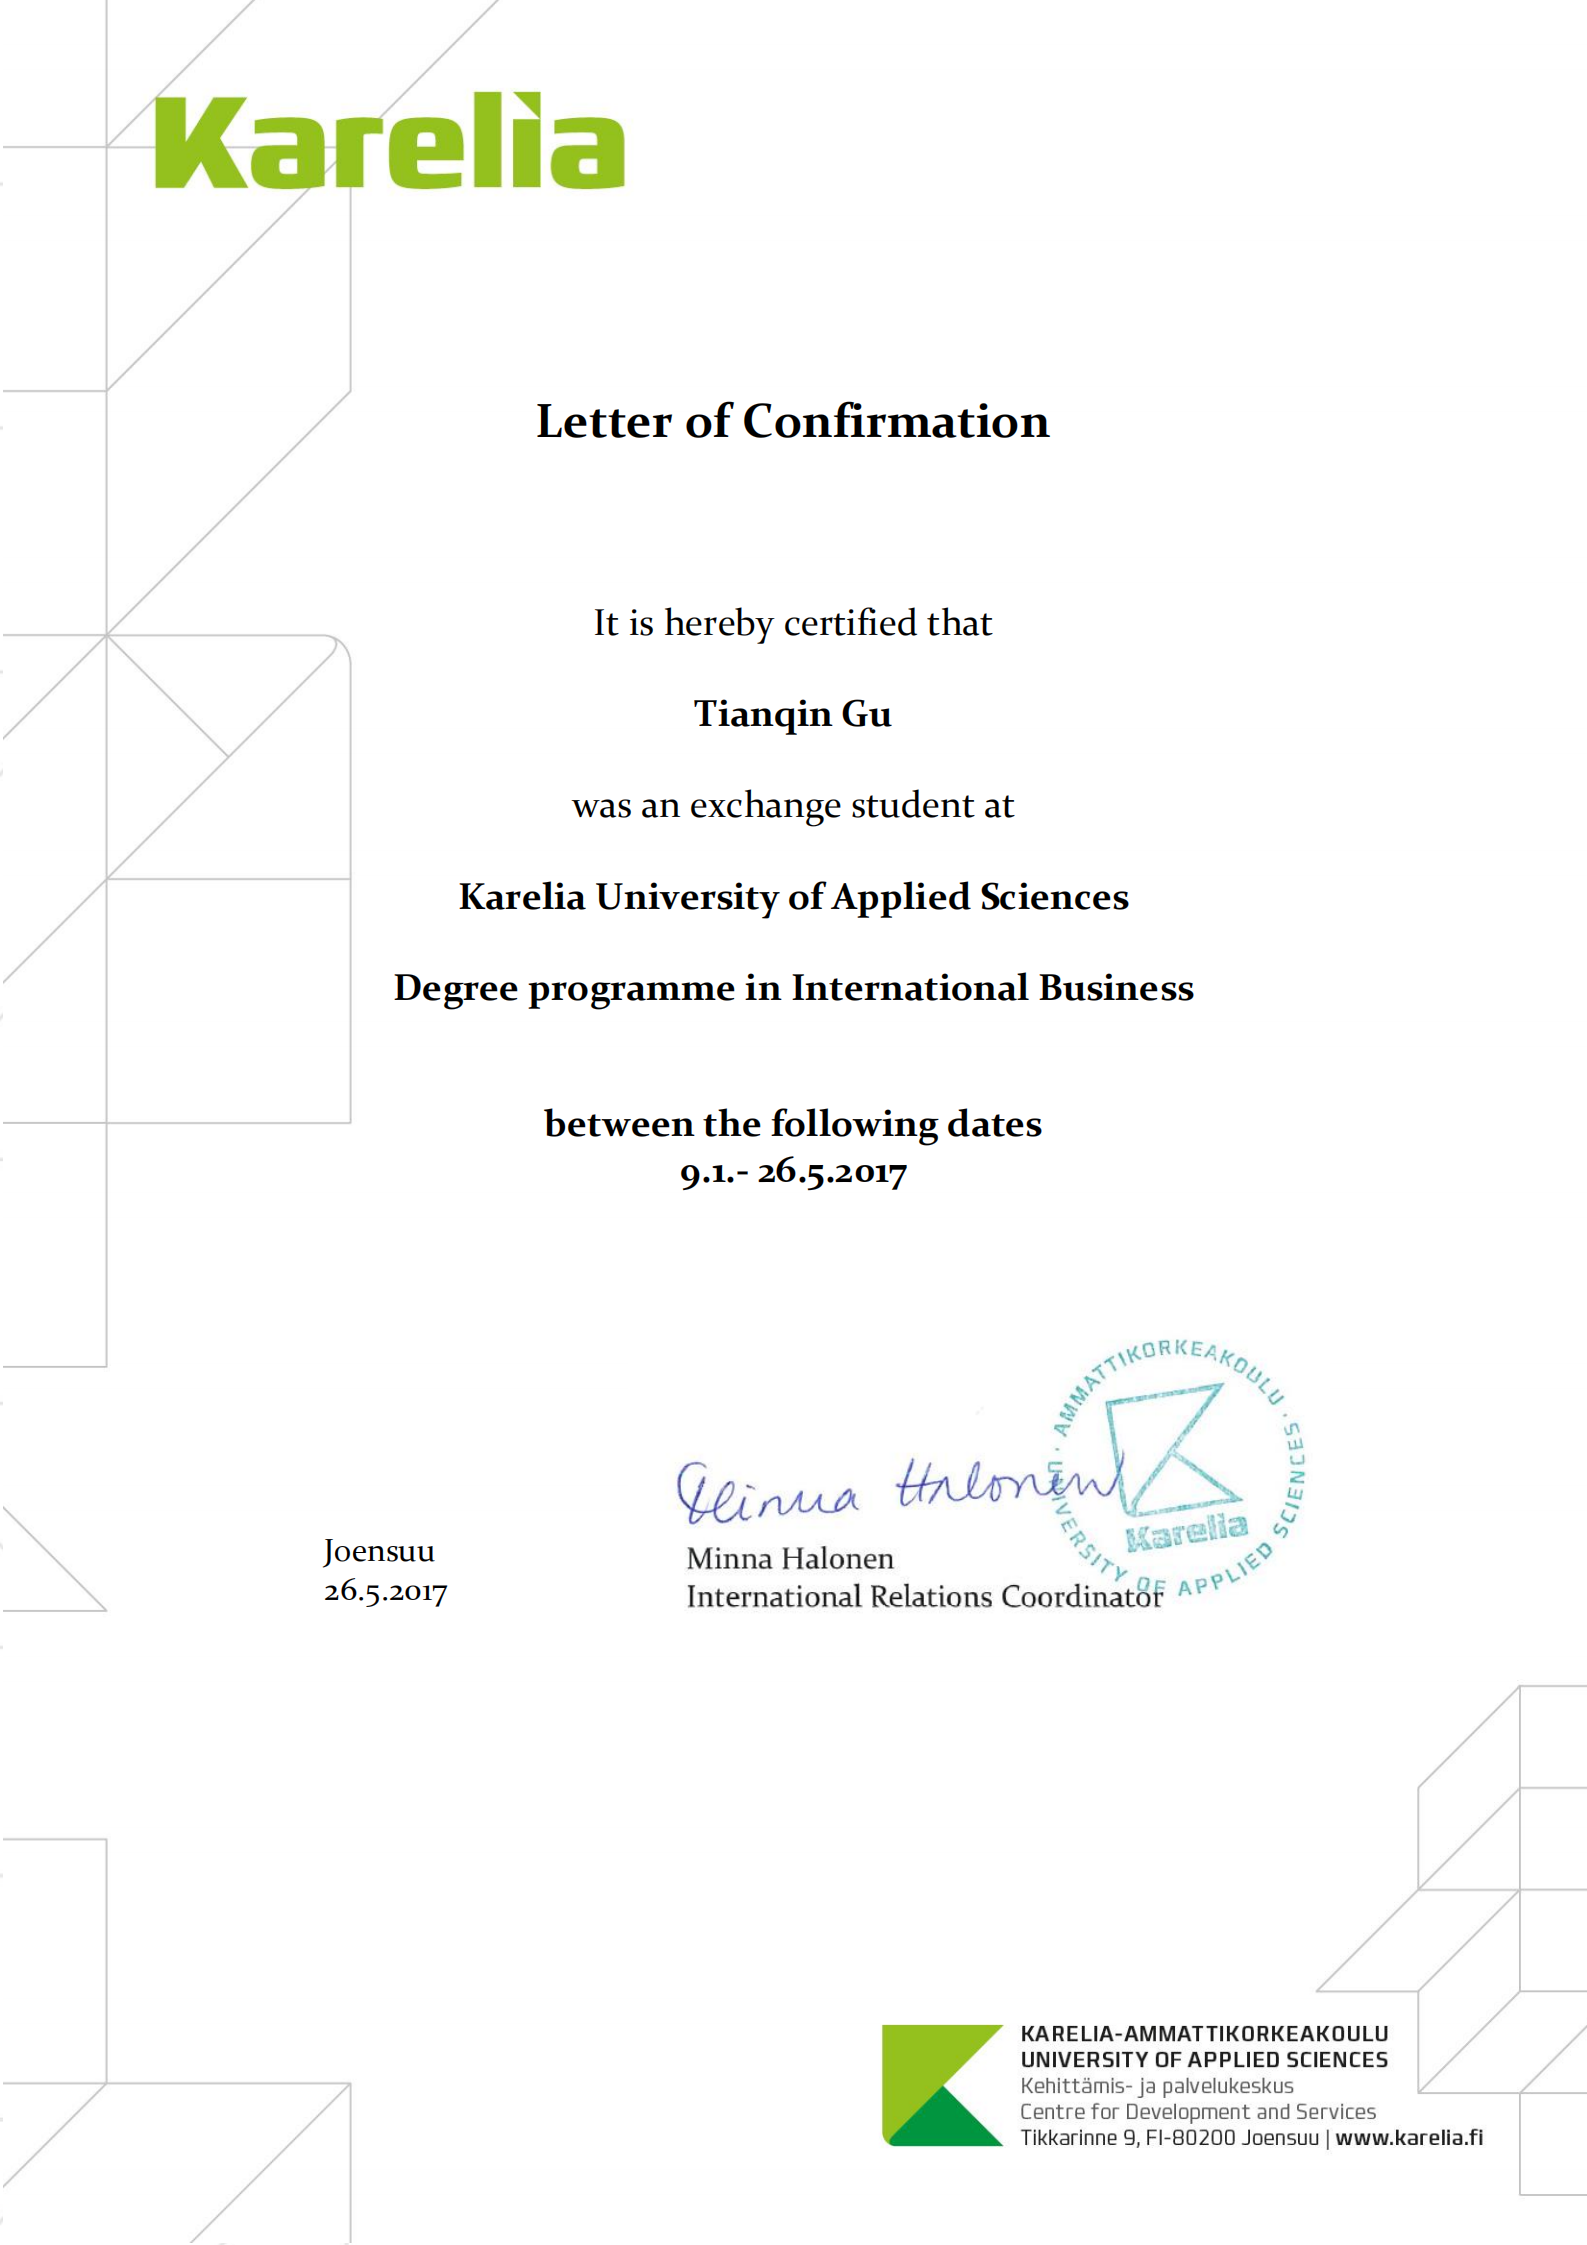 Karelia
Letter of Confirmation
It is hereby certified that
Tianqin Gu
was an exchange student at
Karelia University of Applied Sciences
Degree programme in International Business
between the following dates
9.1.- 26.5.2017
Minna Halonen
AMMATTIKORKEAKOULU · UNIVERSITY OF APPLIED SCIENCES ·
Karelia
Joensuu
26.5.2017
Minna Halonen
International Relations Coordinator
KARELIA-AMMATTIKORKEAKOULU
UNIVERSITY OF APPLIED SCIENCES
Kehittämis- ja palvelukeskus
Centre for Development and Services
Tikkarinne 9, FI-80200 Joensuu | www.karelia.fi